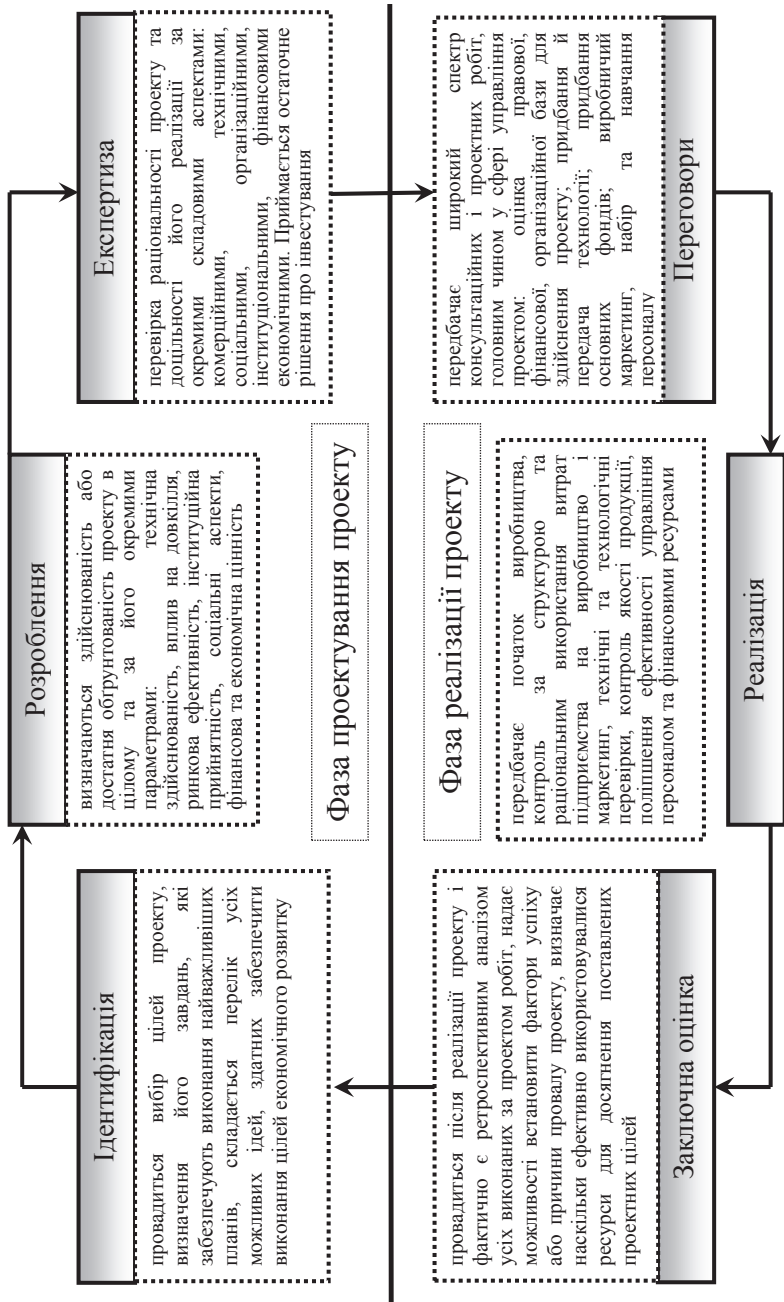 Ідентифікація
провадиться вибір цілей проекту,
визначення його завдань, які
забезпечують виконання найважливіших
планів, складається перелік усіх
можливих ідей, здатних забезпечити
виконання цілей економічного розвитку
Розроблення
визначаються здійснюваність або
достатня обґрунтованість проекту в
цілому та за його окремими
параметрами: технічна
здійснюваність, вплив на довкілля,
ринкова ефективність, інституційна
прийнятність, соціальні аспекти,
фінансова та економічна цінність
Експертиза
перевірка раціональності проекту та
доцільності його реалізації за
окремими складовими аспектами:
комерційними, технічними,
соціальними, організаційними,
інституціональними, фінансовими
економічними. Приймається остаточне
рішення про інвестування
Фаза проектування проекту
Фаза реалізації проекту
провадиться після реалізації проекту і
фактично є ретроспективним аналізом
усіх виконаних за проектом робіт, надає
можливості встановити фактори успіху
або причини провалу проекту, визначає
наскільки ефективно використовувалися
ресурси для досягнення поставлених
проектних цілей
Заключна оцінка
передбачає початок виробництва,
контроль за структурою та
раціональним використання витрат
підприємства на виробництво і
маркетинг, технічні та технологічні
перевірки, контроль якості продукції,
поліпшення ефективності управління
персоналом та фінансовими ресурсами
Реалізація
передбачає широкий спектр
консультаційних і проектних робіт,
головним чином у сфері управління
проектом: оцінка правової,
фінансової, організаційної бази для
здійснення проекту; придбання й
передача технології; придбання
основних фондів; виробничий
маркетинг, набір та навчання
персоналу
Переговори